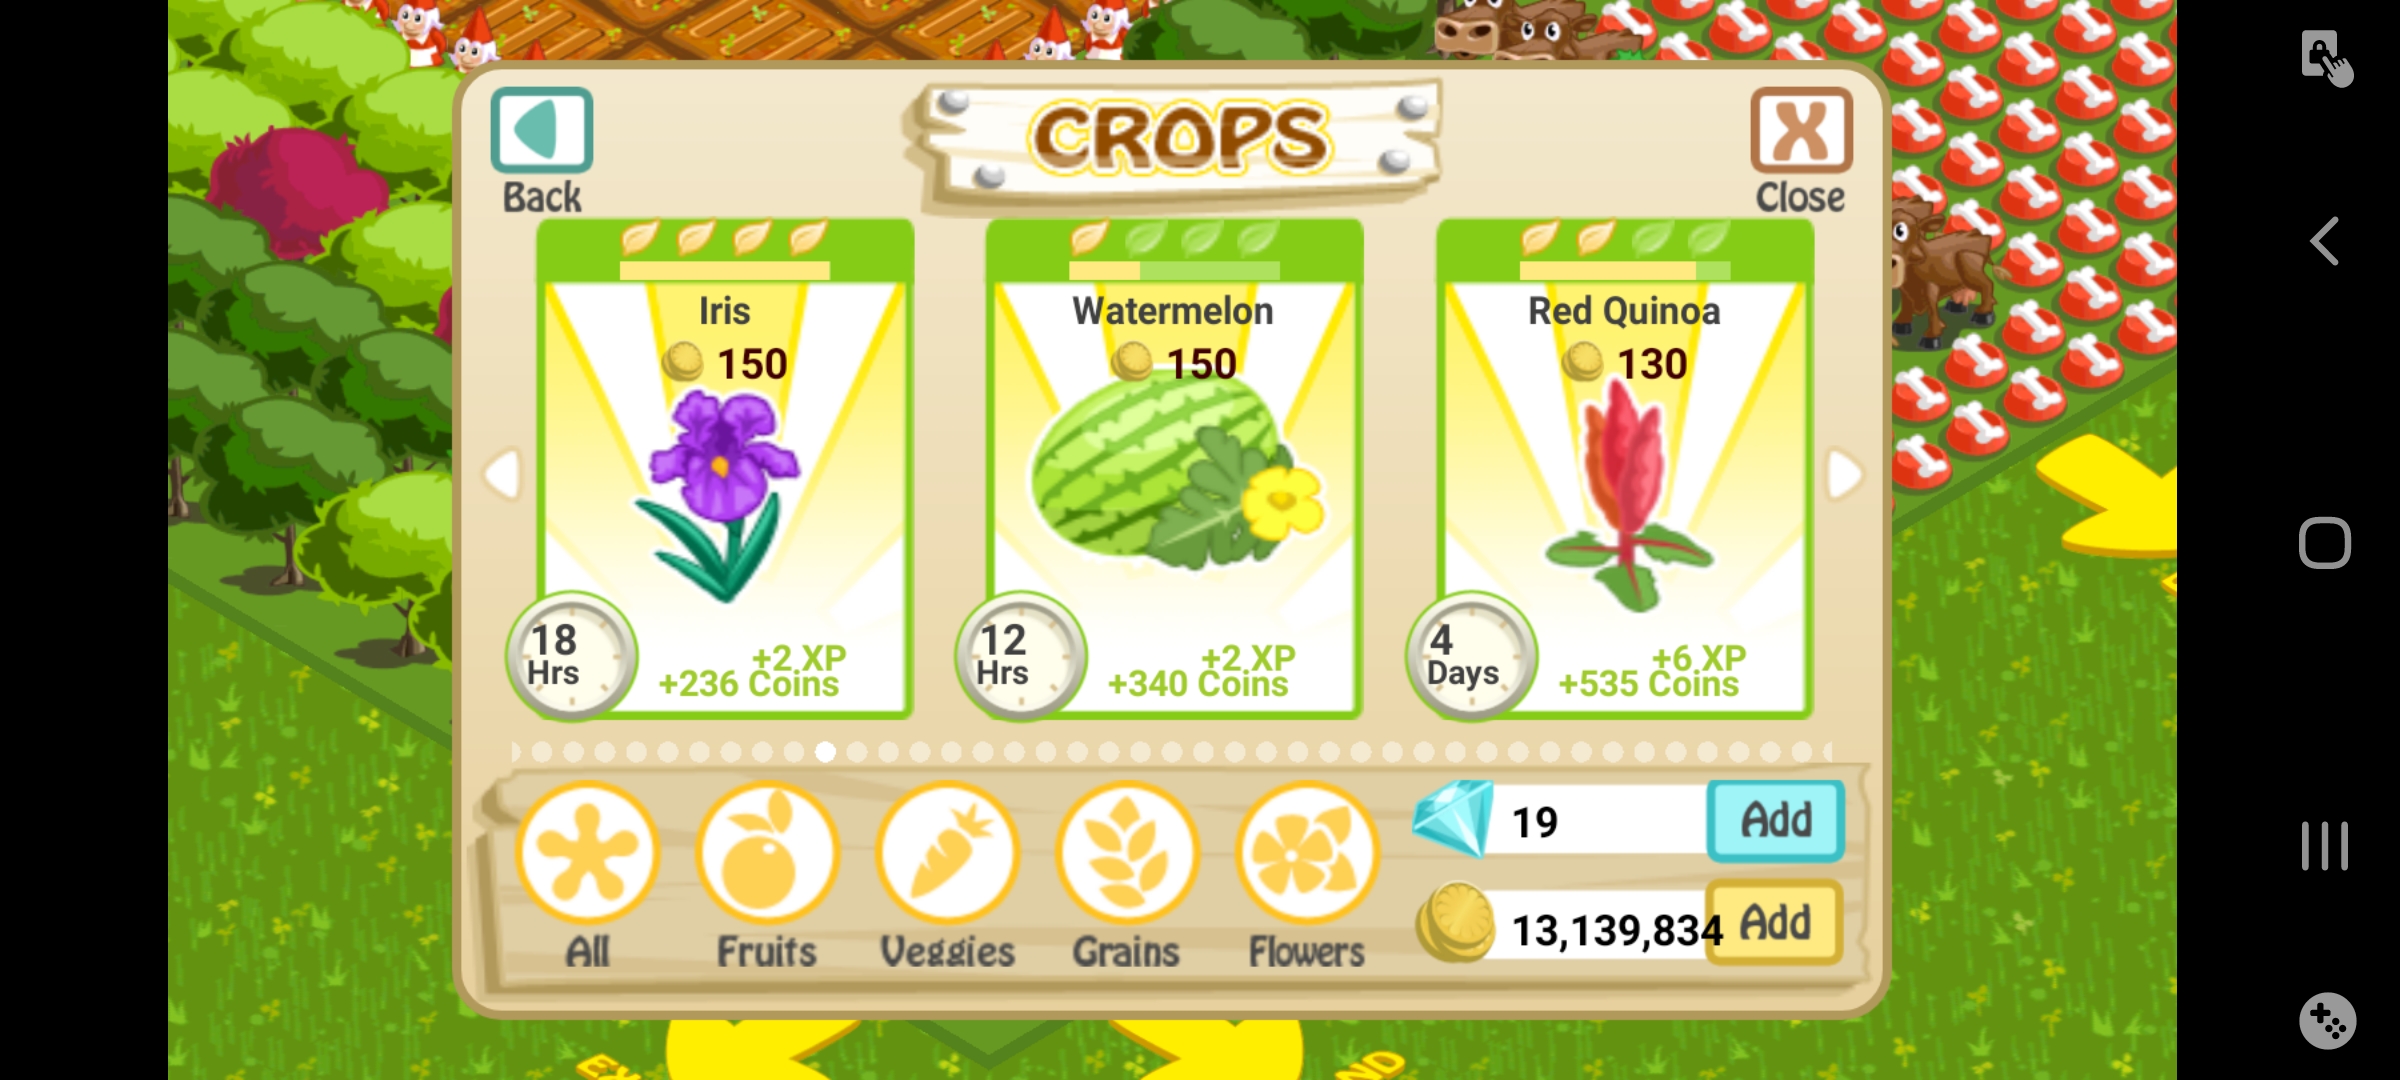 CROPS
Back
Close
Iris
150
18
Hrs
+2 XP
+236 Coins
Watermelon
150
12
Hrs
+2 XP
+340 Coins
Red Quinoa
130
4
Days
+6 XP
+535 Coins
All
Fruits
Veggies
Grains
Flowers
19
Add
13,139,834
Add